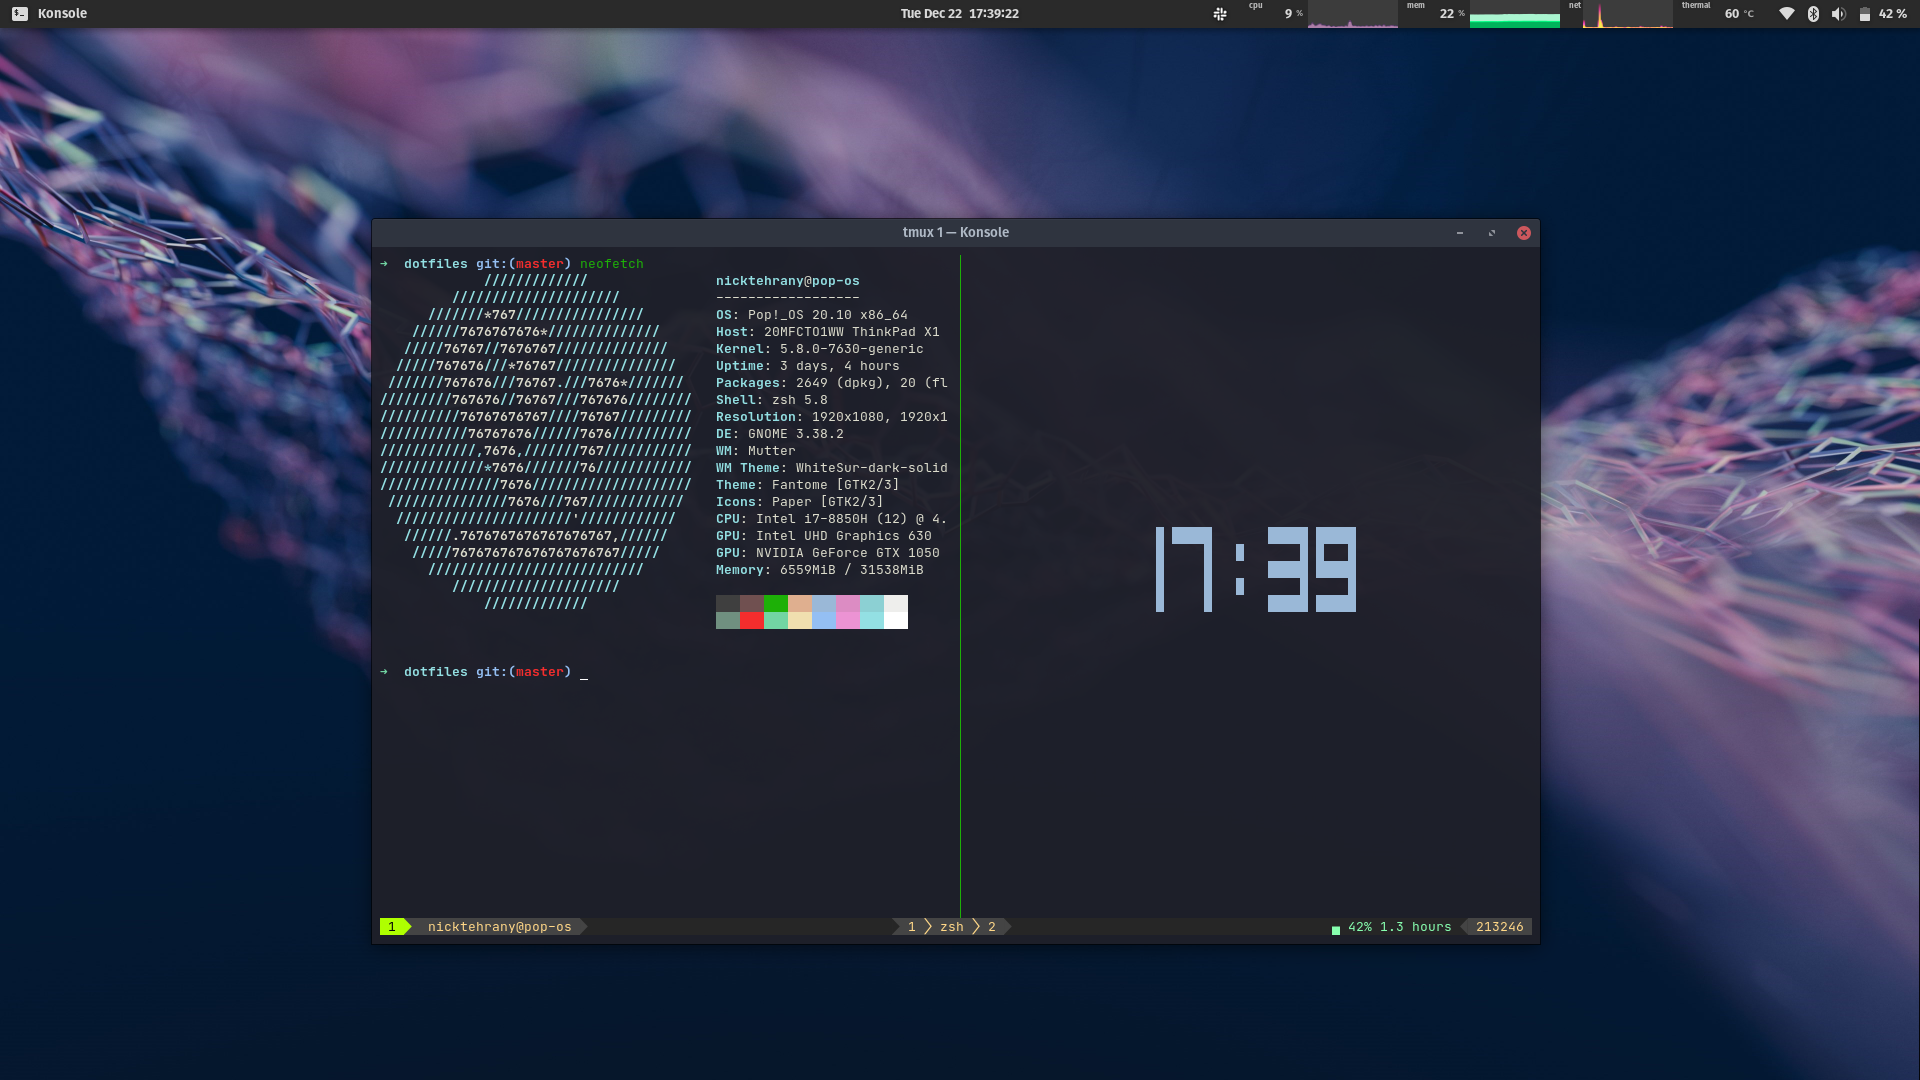 Konsole
Tue Dec 22 17:39:22
cpu 9 % mem 22 % net thermal 60 °C 42 %
tmux 1 — Konsole
→ dotfiles git:(master) neofetch
/////////////
/////////////////////
///////*767////////////////
//////7676767676*//////////////
/////76767//7676767//////////////
/////767676///*76767///////////////
///////767676///76767.///7676*///////
/////////767676//76767///767676////////
//////////76767676767////76767/////////
///////////76767676//////7676//////////
////////////,7676,///////767///////////
/////////////*7676///////76////////////
///////////////7676////////////////////
///////////////7676///767////////////
//////////////////////'////////////
//////.7676767676767676767,//////
/////767676767676767676767/////
///////////////////////////
/////////////////////
/////////////
nicktehrany@pop-os
------------------
OS: Pop!_OS 20.10 x86_64
Host: 20MFCTO1WW ThinkPad X1
Kernel: 5.8.0-7630-generic
Uptime: 3 days, 4 hours
Packages: 2649 (dpkg), 20 (fl
Shell: zsh 5.8
Resolution: 1920x1080, 1920x1
DE: GNOME 3.38.2
WM: Mutter
WM Theme: WhiteSur-dark-solid
Theme: Fantome [GTK2/3]
Icons: Paper [GTK2/3]
CPU: Intel i7-8850H (12) @ 4.
GPU: Intel UHD Graphics 630
GPU: NVIDIA GeForce GTX 1050
Memory: 6559MiB / 31538MiB
→ dotfiles git:(master) _
17:39
1 nicktehrany@pop-os 1 zsh 2 42% 1.3 hours 213246